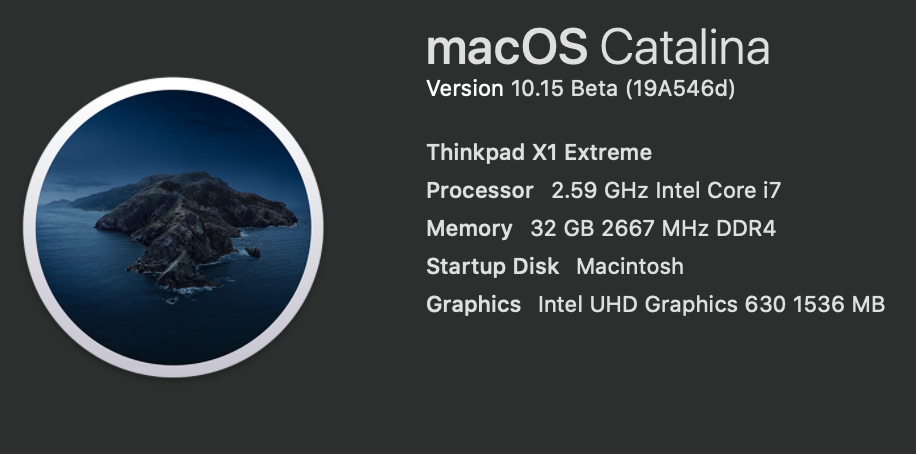 macOS Catalina
Version 10.15 Beta (19A546d)
Thinkpad X1 Extreme
Processor 2.59 GHz Intel Core i7
Memory 32 GB 2667 MHz DDR4
Startup Disk Macintosh
Graphics Intel UHD Graphics 630 1536 MB